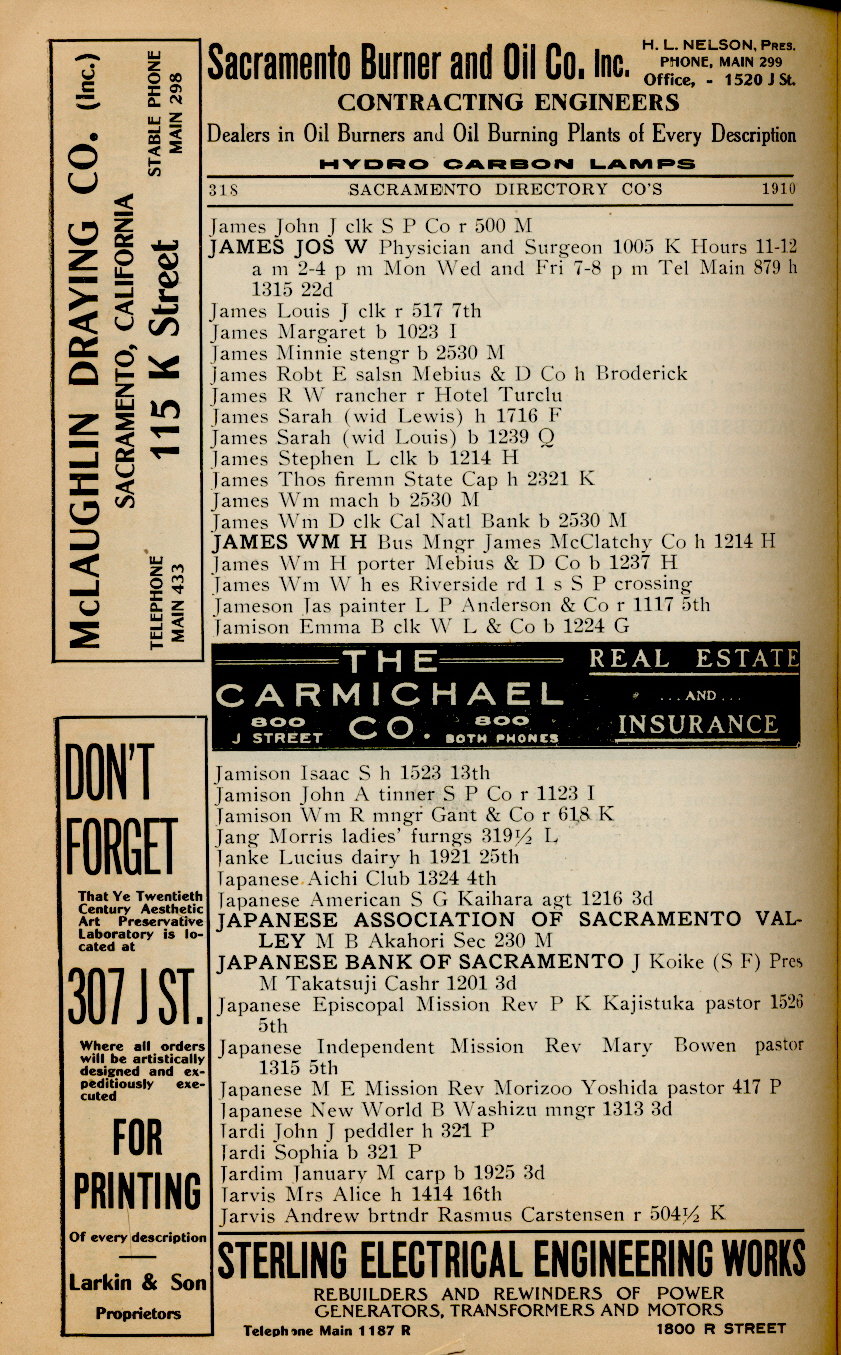 McLAUGHLIN DRAYING CO. (Inc.)
SACRAMENTO, CALIFORNIA
TELEPHONE
MAIN 433
115 K Street
STABLE PHONE
MAIN 298
Sacramento Burner and Oil Co. Inc.
H. L. NELSON, PRES.
PHONE, MAIN 299
Office, - 1520 J St.
CONTRACTING ENGINEERS
Dealers in Oil Burners and Oil Burning Plants of Every Description
HYDRO CARBON LAMPS
318 SACRAMENTO DIRECTORY CO'S 1910
James John J clk S P Co r 500 M
JAMES JOS W Physician and Surgeon 1005 K Hours 11-12
a m 2-4 p m Mon Wed and Fri 7-8 p m Tel Main 879 h
1315 22d
James Louis J clk r 517 7th
James Margaret b 1023 I
James Minnie stengr b 2530 M
James Robt E salsn Mebius & D Co h Broderick
James R W rancher r Hotel Turclu
James Sarah (wid Lewis) h 1716 F
James Sarah (wid Louis) b 1239 Q
James Stephen L clk b 1214 H
James Thos firemn State Cap h 2321 K
James Wm mach b 2530 M
James Wm D clk Cal Natl Bank b 2530 M
JAMES WM H Bus Mngr James McClatchy Co h 1214 H
James Wm H porter Mebius & D Co b 1237 H
James Wm W h es Riverside rd 1 s S P crossing
Jameson Jas painter L P Anderson & Co r 1117 5th
Jamison Emma B clk W L & Co b 1224 G
THE
CARMICHAEL
CO.
800
J STREET
800
BOTH PHONES
REAL ESTATE
...AND...
INSURANCE
Jamison Isaac S h 1523 13th
Jamison John A tinner S P Co r 1123 I
Jamison Wm R mngr Gant & Co r 618 K
Jang Morris ladies' furngs 319½ L
Janke Lucius dairy h 1921 25th
Japanese Aichi Club 1324 4th
Japanese American S G Kaihara agt 1216 3d
JAPANESE ASSOCIATION OF SACRAMENTO VAL-
LEY M B Akahori Sec 230 M
JAPANESE BANK OF SACRAMENTO J Koike (S F) Pres
M Takatsuji Cashr 1201 3d
Japanese Episcopal Mission Rev P K Kajistuka pastor 1526
5th
Japanese Independent Mission Rev Mary Bowen pastor
1315 5th
Japanese M E Mission Rev Morizoo Yoshida pastor 417 P
Japanese New World B Washizu mngr 1313 3d
Jardi John J peddler h 321 P
Jardi Sophia b 321 P
Jardim January M carp b 1925 3d
Jarvis Mrs Alice h 1414 16th
Jarvis Andrew brtndr Rasmus Carstensen r 504½ K
DON'T
FORGET
That Ye Twentieth
Century Aesthetic
Art Preservative
Laboratory is lo-
cated at
307 J ST.
Where all orders
will be artistically
designed and ex-
peditiously exe-
cuted
FOR
PRINTING
Of every description
Larkin & Son
Proprietors
STERLING ELECTRICAL ENGINEERING WORKS
REBUILDERS AND REWINDERS OF POWER
GENERATORS, TRANSFORMERS AND MOTORS
Telephone Main 1187 R 1800 R STREET